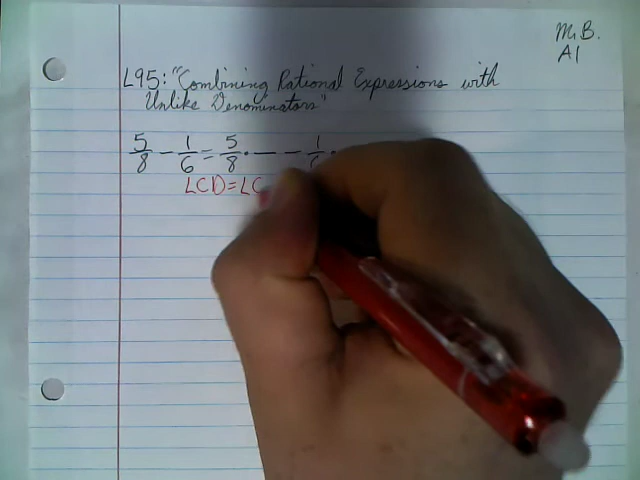 M. B.
A1
L95: "Combining Rational Expressions with
Unlike Denominators"
5/8 - 1/6 = 5/8 · — - 1/6 ·
LCD = LC